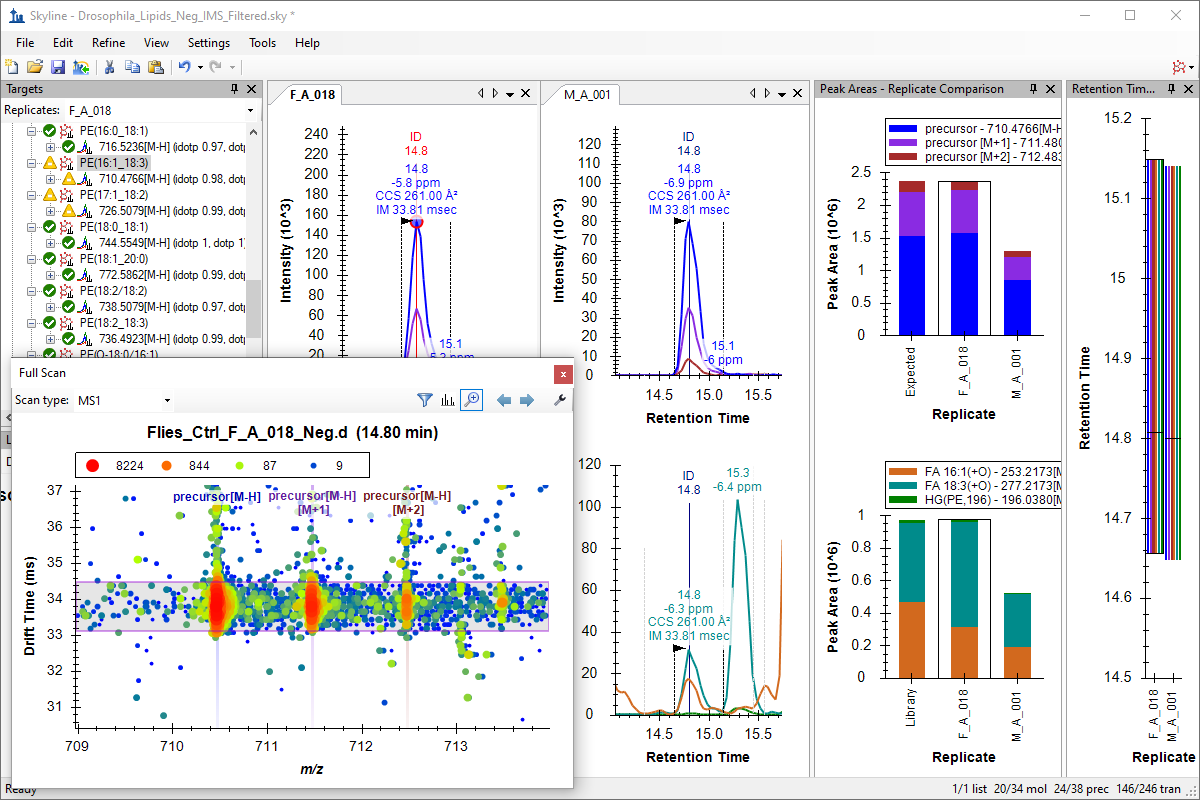 Skyline - Drosophila_Lipids_Neg_IMS_Filtered.sky *
File Edit Refine View Settings Tools Help
Targets
Replicates: F_A_018
PE(16:0_18:1)
716.5236[M-H] (idotp 0.97, dotp
PE(16:1_18:3)
710.4766[M-H] (idotp 0.98, dotp
PE(17:1_18:2)
726.5079[M-H] (idotp 0.99, dotp
PE(18:0_18:1)
744.5549[M-H] (idotp 1, dotp 1)
PE(18:1_20:0)
772.5862[M-H] (idotp 0.99, dotp
PE(18:2/18:2)
738.5079[M-H] (idotp 0.97, dotp
PE(18:2_18:3)
736.4923[M-H] (idotp 0.99, dotp
PE(O-18:0/16:1)
F_A_018
240
220
200
180
160
140
120
100
80
60
40
20
Intensity (10^3)
ID
14.8
14.8
-5.8 ppm
CCS 261.00 Å²
IM 33.81 msec
15.1
-5.2 ppm
M_A_001
120
110
100
90
80
70
60
50
40
30
20
10
0
Intensity (10^3)
ID
14.8
14.8
-6.9 ppm
CCS 261.00 Å²
IM 33.81 msec
15.1
-6 ppm
14.5 15.0 15.5
Retention Time
120
100
80
60
40
20
0
ID
14.8
15.3
-6.4 ppm
14.8
-6.3 ppm
CCS 261.00 Å²
IM 33.81 msec
14.5 15.0 15.5
Retention Time
Peak Areas - Replicate Comparison
precursor - 710.4766[M-H
precursor [M+1] - 711.480
precursor [M+2] - 712.483
2.5
2
1.5
1
0.5
0
Peak Area (10^6)
Expected
F_A_018
M_A_001
Replicate
FA 16:1(+O) - 253.2173[M
FA 18:3(+O) - 277.2173[M
HG(PE,196) - 196.0380[M
1
0.8
0.6
0.4
0.2
0
Peak Area (10^6)
Library
F_A_018
M_A_001
Replicate
Retention Tim...
15.2
15.1
15
14.9
14.8
14.7
14.6
14.5
Retention Time
F_A_018
M_A_001
Replicate
Full Scan
Scan type: MS1
Flies_Ctrl_F_A_018_Neg.d (14.80 min)
8224 844 87 9
precursor[M-H] precursor[M-H] precursor[M-H]
[M+1] [M+2]
37
36
35
34
33
32
31
Drift Time (ms)
709 710 711 712 713
m/z
Ready
1/1 list 20/34 mol 24/38 prec 146/246 tran